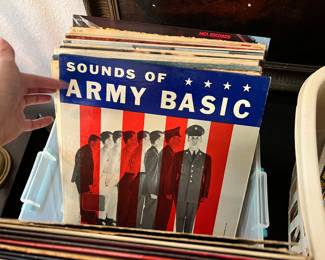 MCA RECORDS
SOUNDS OF
ARMY BASIC